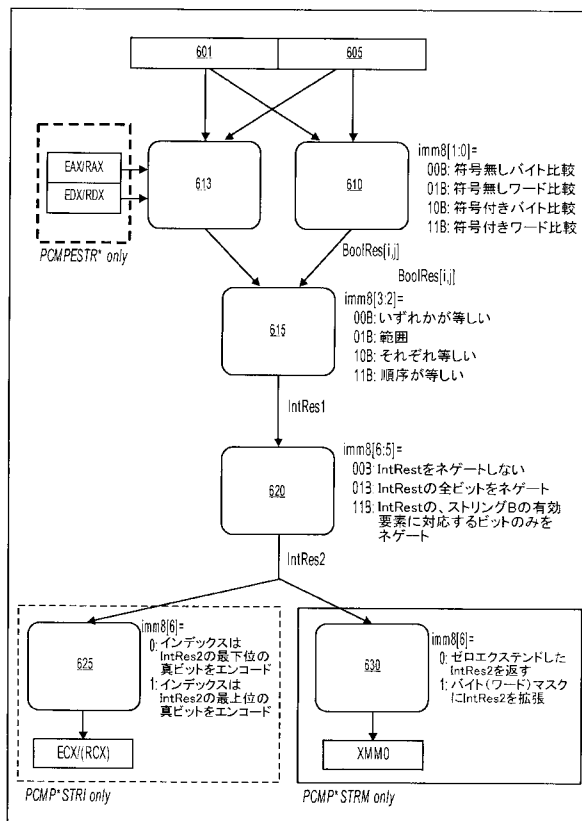 601
605
EAX/RAX
EDX/RDX
PCMPESTR* only
613
610
imm8[1:0]=
00B: 符号無しバイト比較
01B: 符号無しワード比較
10B: 符号付きバイト比較
11B: 符号付きワード比較
BoolRes[i,j]
BoolRes[i,j]
615
imm8[3:2]=
00B: いずれかが等しい
01B: 範囲
10B: それぞれ等しい
11B: 順序が等しい
IntRes1
620
imm8[6:5]=
00B: IntRestをネゲートしない
01B: IntRestの全ビットをネゲート
11B: IntRestの、ストリングBの有効
要素に対応するビットのみを
ネゲート
IntRes2
625
imm8[6]=
0: インデックスは
IntRes2の最下位の
真ビットをエンコード
1: インデックスは
IntRes2の最上位の
真ビットをエンコード
ECX/(RCX)
PCMP*STRI only
630
imm8[6]=
0: ゼロエクステンドした
IntRes2を返す
1: バイト(ワード)マスク
にIntRes2を拡張
XMM0
PCMP*STRM only